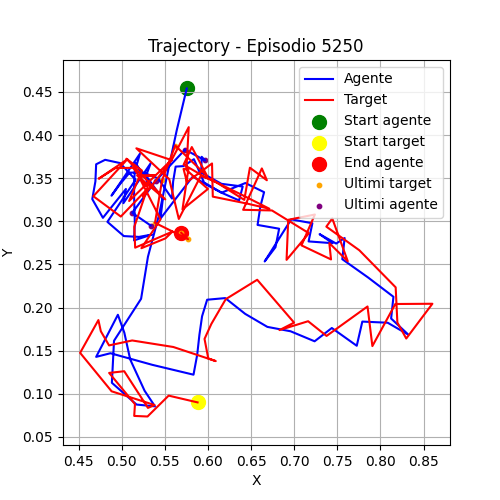 Trajectory - Episodio 5250
Agente
Target
Start agente
Start target
End agente
Ultimi target
Ultimi agente
Y
0.45
0.40
0.35
0.30
0.25
0.20
0.15
0.10
0.05
0.45 0.50 0.55 0.60 0.65 0.70 0.75 0.80 0.85
X